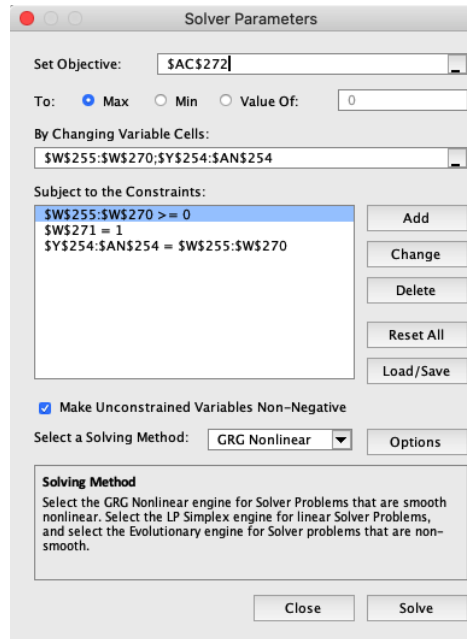 Solver Parameters
Set Objective: $AC$272
To: Max Min Value Of: 0
By Changing Variable Cells:
$W$255:$W$270;$Y$254:$AN$254
Subject to the Constraints:
$W$255:$W$270 >= 0
$W$271 = 1
$Y$254:$AN$254 = $W$255:$W$270
Add
Change
Delete
Reset All
Load/Save
Make Unconstrained Variables Non-Negative
Select a Solving Method: GRG Nonlinear Options
Solving Method
Select the GRG Nonlinear engine for Solver Problems that are smooth
nonlinear. Select the LP Simplex engine for linear Solver Problems,
and select the Evolutionary engine for Solver problems that are non-
smooth.
Close Solve